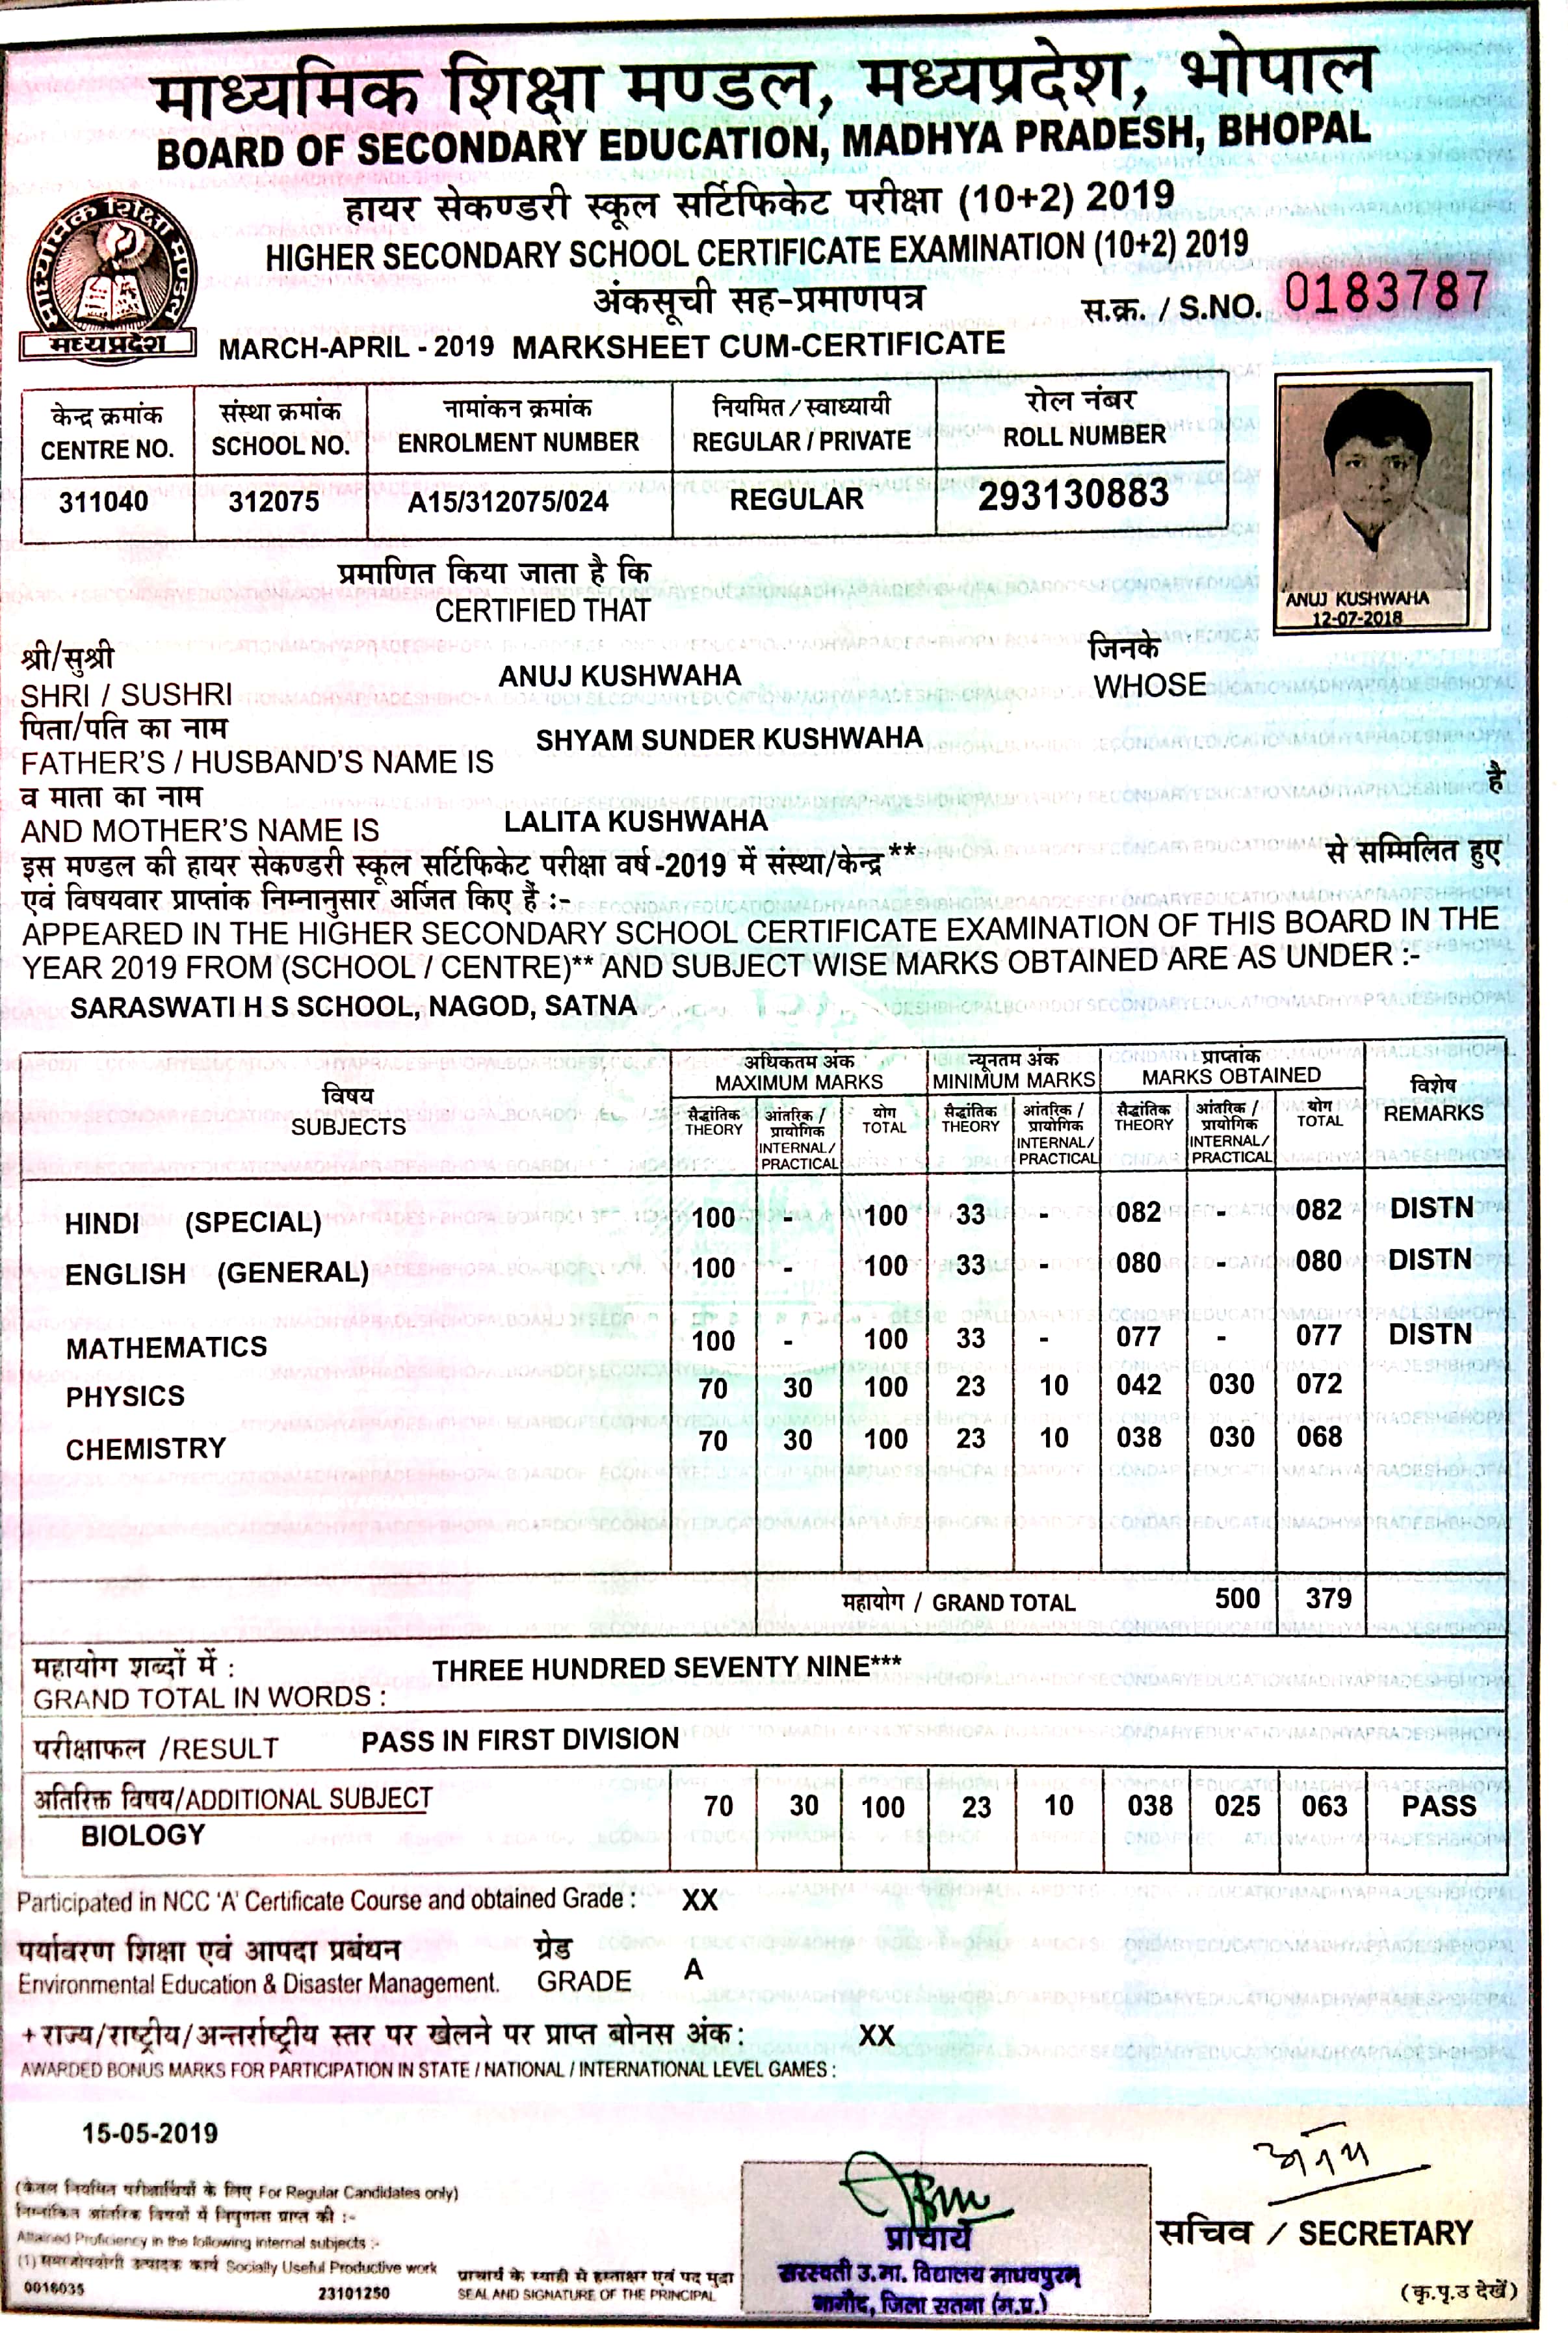 माध्यमिक शिक्षा मण्डल, मध्यप्रदेश, भोपाल
BOARD OF SECONDARY EDUCATION, MADHYA PRADESH, BHOPAL
हायर सेकण्डरी स्कूल सर्टिफिकेट परीक्षा (10+2) 2019
HIGHER SECONDARY SCHOOL CERTIFICATE EXAMINATION (10+2) 2019
अंकसूची सह-प्रमाणपत्र
स.क्र. / S.NO. 0183787
MARCH-APRIL - 2019 MARKSHEET CUM-CERTIFICATE
माध्यमिक शिक्षा मण्डल
मध्यप्रदेश
केन्द्र क्रमांक संस्था क्रमांक नामांकन क्रमांक नियमित / स्वाध्यायी रोल नंबर
CENTRE NO. SCHOOL NO. ENROLMENT NUMBER REGULAR / PRIVATE ROLL NUMBER
311040 312075 A15/312075/024 REGULAR 293130883
ANUJ KUSHWAHA
12-07-2018
प्रमाणित किया जाता है कि
CERTIFIED THAT
श्री/सुश्री जिनके
SHRI / SUSHRI ANUJ KUSHWAHA WHOSE
पिता/पति का नाम
FATHER'S / HUSBAND'S NAME IS SHYAM SUNDER KUSHWAHA
व माता का नाम है
AND MOTHER'S NAME IS LALITA KUSHWAHA
इस मण्डल की हायर सेकण्डरी स्कूल सर्टिफिकेट परीक्षा वर्ष-2019 में संस्था/केन्द्र** से सम्मिलित हुए
एवं विषयवार प्राप्तांक निम्नानुसार अर्जित किए है :-
APPEARED IN THE HIGHER SECONDARY SCHOOL CERTIFICATE EXAMINATION OF THIS BOARD IN THE
YEAR 2019 FROM (SCHOOL / CENTRE)** AND SUBJECT WISE MARKS OBTAINED ARE AS UNDER :-
SARASWATI H.S SCHOOL, NAGOD, SATNA
विषय अधिकतम अंक न्यूनतम अंक प्राप्तांक विशेष
SUBJECTS MAXIMUM MARKS MINIMUM MARKS MARKS OBTAINED REMARKS
सैद्धांतिक आंतरिक / प्रायोगिक योग सैद्धांतिक आंतरिक / प्रायोगिक सैद्धांतिक आंतरिक / प्रायोगिक योग
THEORY INTERNAL/ PRACTICAL TOTAL THEORY INTERNAL/ PRACTICAL THEORY INTERNAL/ PRACTICAL TOTAL
HINDI (SPECIAL) 100 - 100 33 - 082 - 082 DISTN
ENGLISH (GENERAL) 100 - 100 33 - 080 - 080 DISTN
MATHEMATICS 100 - 100 33 - 077 - 077 DISTN
PHYSICS 70 30 100 23 10 042 030 072
CHEMISTRY 70 30 100 23 10 038 030 068
महायोग / GRAND TOTAL 500 379
महायोग शब्दों में : THREE HUNDRED SEVENTY NINE***
GRAND TOTAL IN WORDS :
परीक्षाफल /RESULT PASS IN FIRST DIVISION
अतिरिक्त विषय/ADDITIONAL SUBJECT 70 30 100 23 10 038 025 063 PASS
BIOLOGY
Participated in NCC 'A' Certificate Course and obtained Grade : XX
पर्यावरण शिक्षा एवं आपदा प्रबंधन ग्रेड
Environmental Education & Disaster Management. GRADE A
+ राज्य/राष्ट्रीय/अन्तर्राष्ट्रीय स्तर पर खेलने पर प्राप्त बोनस अंक : XX
AWARDED BONUS MARKS FOR PARTICIPATION IN STATE / NATIONAL / INTERNATIONAL LEVEL GAMES :
15-05-2019
(केवल नियमित परीक्षार्थियों के लिए For Regular Candidates only)
निम्नांकित आंतरिक विषयों में निपुणता प्राप्त की :-
Attained Proficiency in the following internal subjects :-
(1) समाजोपयोगी उत्पादक कार्य Socially Useful Productive work
0016035 23101250
प्राचार्य के स्याही से हस्ताक्षर एवं पद मुद्रा
SEAL AND SIGNATURE OF THE PRINCIPAL
प्राचार्य
सरस्वती उ.मा. विद्यालय माधवपुरम्
नागौद, जिला सतना (म.प्र.)
सचिव / SECRETARY
(कृ.पृ.उ देखें)